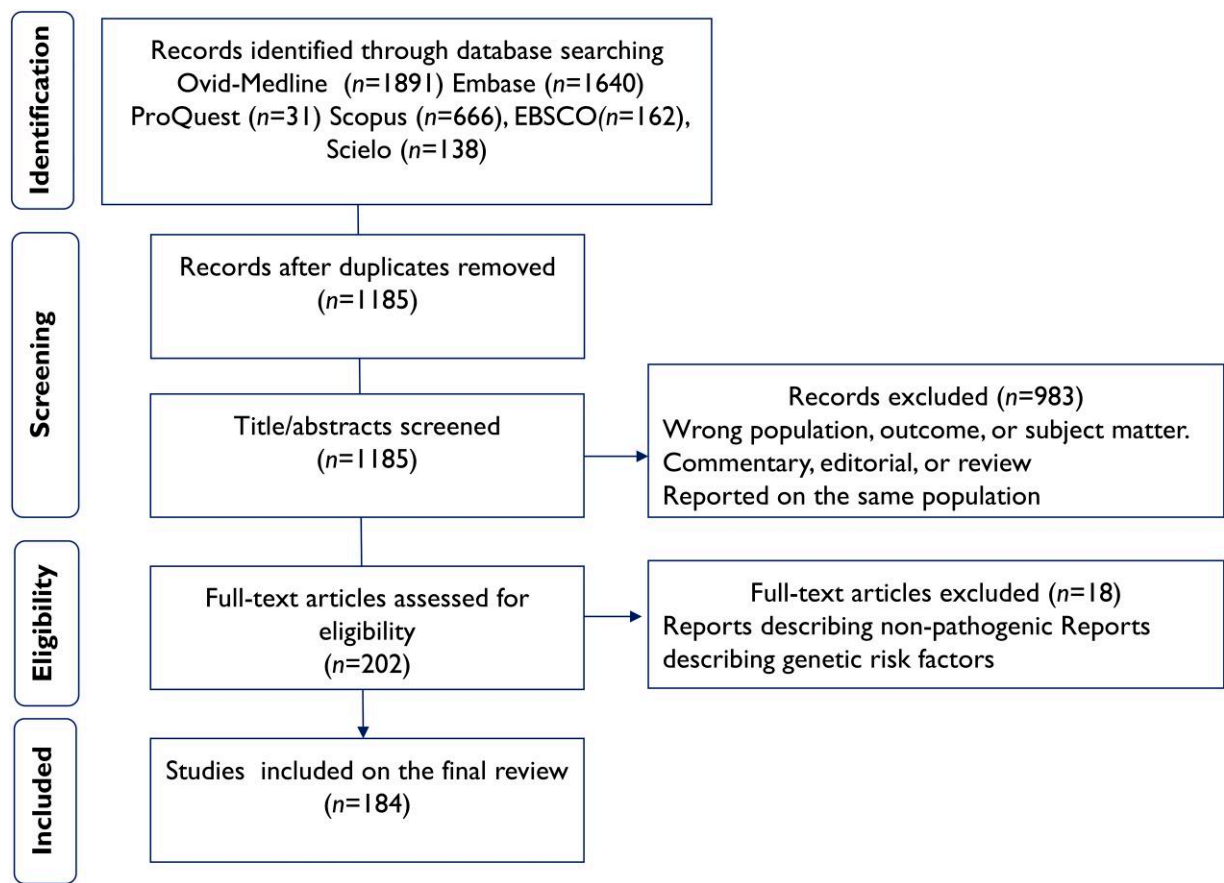 Identification
Records identified through database searching
Ovid-Medline (n=1891) Embase (n=1640)
ProQuest (n=31) Scopus (n=666), EBSCO(n=162),
Scielo (n=138)
Screening
Records after duplicates removed
(n=1185)
Title/abstracts screened
(n=1185)
Records excluded (n=983)
Wrong population, outcome, or subject matter.
Commentary, editorial, or review
Reported on the same population
Eligibility
Full-text articles assessed for
eligibility
(n=202)
Full-text articles excluded (n=18)
Reports describing non-pathogenic Reports
describing genetic risk factors
Included
Studies included on the final review
(n=184)